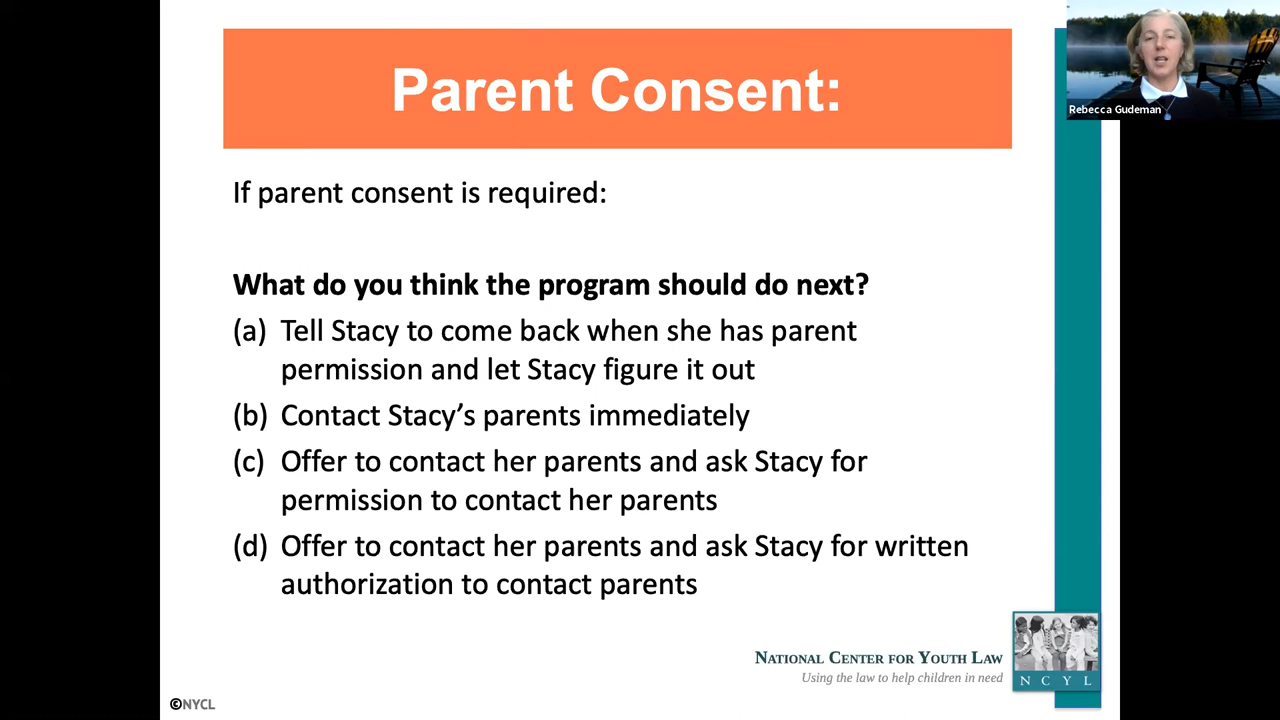 Parent Consent:
Rebecca Gudeman
If parent consent is required:
What do you think the program should do next?
(a) Tell Stacy to come back when she has parent
permission and let Stacy figure it out
(b) Contact Stacy’s parents immediately
(c) Offer to contact her parents and ask Stacy for
permission to contact her parents
(d) Offer to contact her parents and ask Stacy for written
authorization to contact parents
NATIONAL CENTER FOR YOUTH LAW
Using the law to help children in need
N C Y L
©NYCL